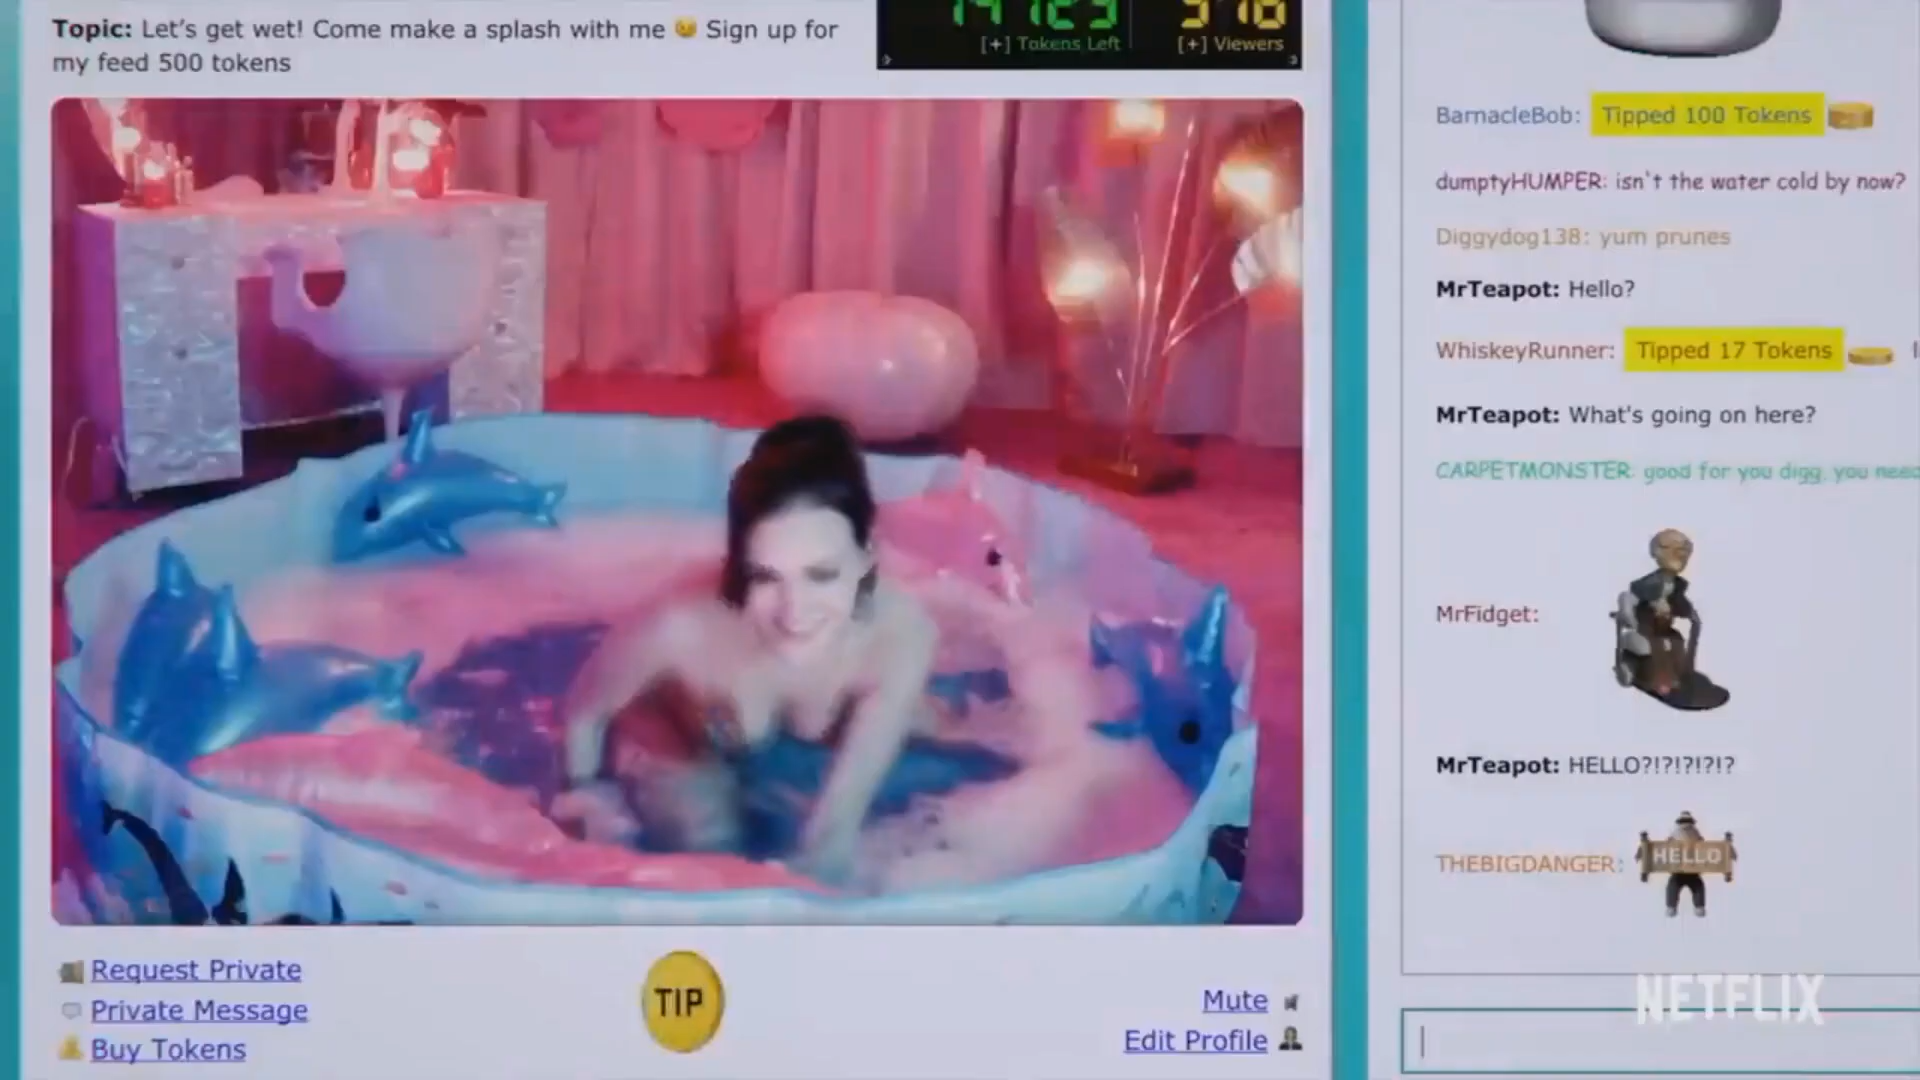 Topic: Let's get wet! Come make a splash with me 😉 Sign up for
my feed 500 tokens
[+] Tokens Left
[+] Viewers
BarnacleBob: Tipped 100 Tokens
dumptyHUMPER: isn't the water cold by now?
Diggydog138: yum prunes
MrTeapot: Hello?
WhiskeyRunner: Tipped 17 Tokens
MrTeapot: What's going on here?
CARPETMONSTER: good for you digg, you need
MrFidget:
MrTeapot: HELLO?!?!?!?!?
THEBIGDANGER: HELLO
Request Private
Private Message
Buy Tokens
TIP
Mute
Edit Profile
NETFLIX